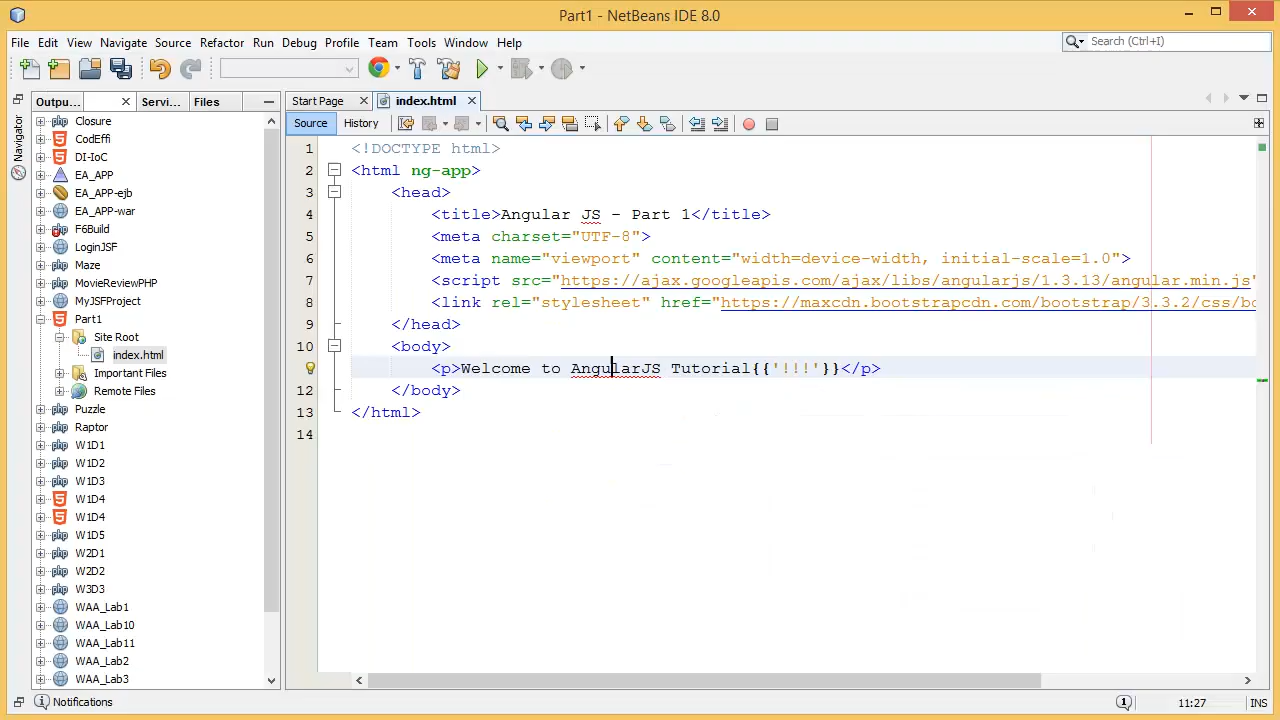 Part1 - NetBeans IDE 8.0
File Edit View Navigate Source Refactor Run Debug Profile Team Tools Window Help
Search (Ctrl+I)
Outpu... Servi... Files
Start Page index.html
Source History
Navigator
Closure
CodEffi
DI-IoC
EA_APP
EA_APP-ejb
EA_APP-war
F6Build
LoginJSF
Maze
MovieReviewPHP
MyJSFProject
Part1
Site Root
index.html
Important Files
Remote Files
Puzzle
Raptor
W1D1
W1D2
W1D3
W1D4
W1D4
W1D5
W2D1
W2D2
W3D3
WAA_Lab1
WAA_Lab10
WAA_Lab11
WAA_Lab2
WAA_Lab3
1 <!DOCTYPE html>
2 <html ng-app>
3 <head>
4 <title>Angular JS - Part 1</title>
5 <meta charset="UTF-8">
6 <meta name="viewport" content="width=device-width, initial-scale=1.0">
7 <script src="https://ajax.googleapis.com/ajax/libs/angularjs/1.3.13/angular.min.js"
8 <link rel="stylesheet" href="https://maxcdn.bootstrapcdn.com/bootstrap/3.3.2/css/bo
9 </head>
10 <body>
<p>Welcome to AngularJS Tutorial{{'!!!'}}</p>
12 </body>
13 </html>
14
Notifications
11:27 INS